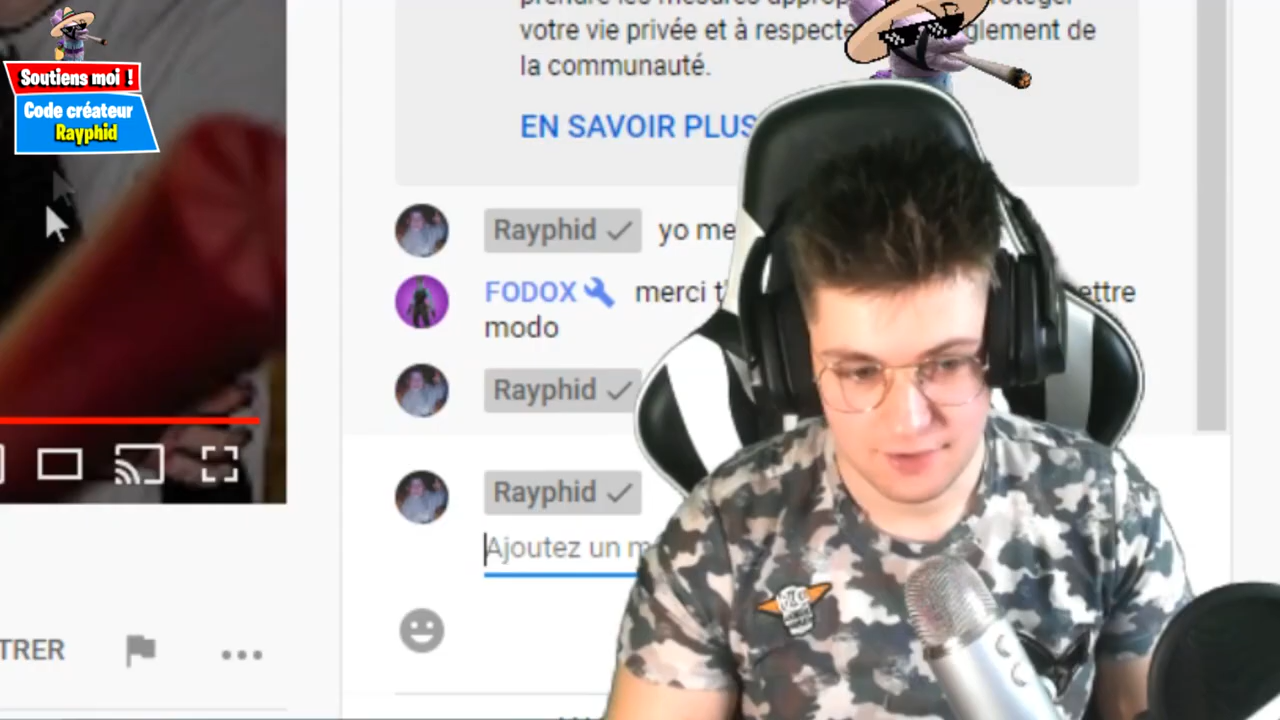 votre vie privée et à respecte glement de
la communauté.
EN SAVOIR PLUS
Soutiens moi !
Code créateur
Rayphid
Rayphid yo me
FODOX merci t' ettre
modo
Rayphid
Rayphid
Ajoutez un m
TRER